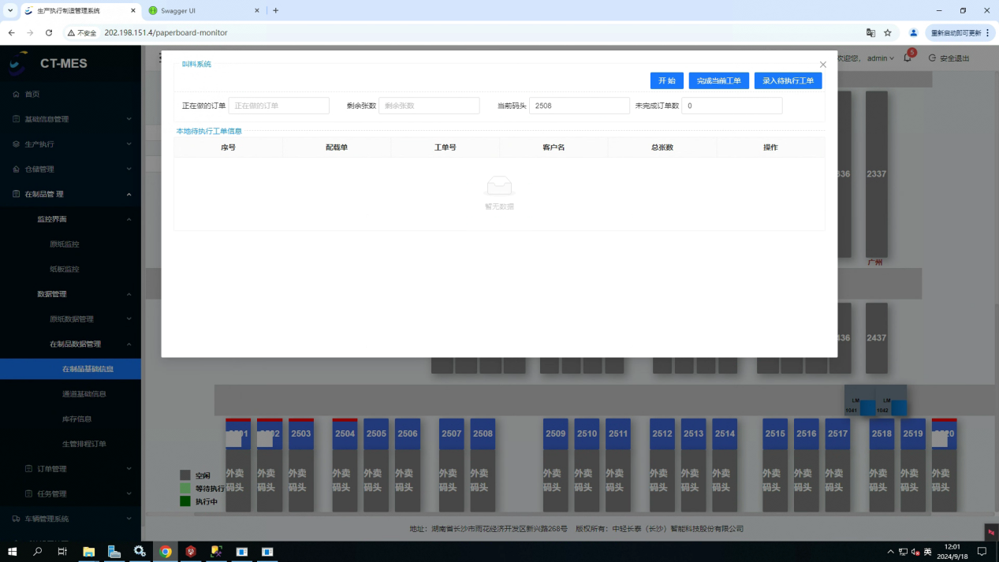 生产执行制造管理系统
Swagger UI
不安全
202.198.151.4/paperboard-monitor
重新启动即可更新
CT-MES
首页
基础信息管理
生产执行
仓储管理
在制品管 理
监控界面
原纸监控
纸板监控
数据管理
原纸数据管理
在制品数据管理
在制品基础信息
通道基础信息
库存信息
生管排程订单
订单管理
任务管理
车辆管理系统
欢迎您, admin
5
安全退出
叫料系统
开 始
完成当前工单
录入待执行工单
正在做的订单 正在做的订单
剩余张数 剩余张数
当前码头 2508
未完成订单数 0
本地待执行工单信息
序号 配载单 工单号 客户名 总张数 操作
暂无数据
336 2337
广州
436 2437
LM 1041
LM 1042
2503 2504 2505 2506 2507 2508 2509 2510 2511 2512 2513 2514 2515 2516 2517 2518 2519
外卖码头 外卖码头 外卖码头 外卖码头 外卖码头 外卖码头 外卖码头 外卖码头 外卖码头 外卖码头 外卖码头 外卖码头 外卖码头 外卖码头 外卖码头 外卖码头 外卖码头 外卖码头 外卖码头 外卖码头
空闲
等待执行
执行中
地址：湖南省长沙市雨花经济开发区新兴路268号 版权所有：中轻长泰（长沙）智能科技股份有限公司
英
12:01
2024/9/18